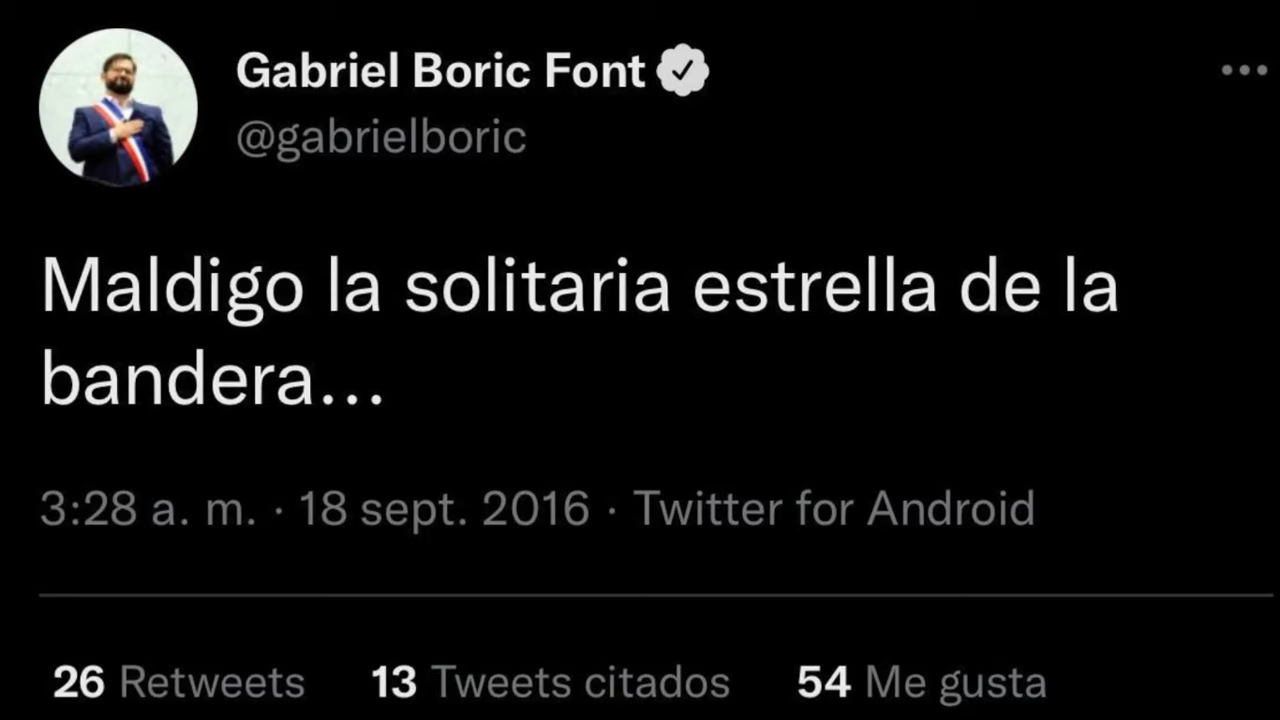 Gabriel Boric Font
@gabrielboric
Maldigo la solitaria estrella de la
bandera...
3:28 a. m. · 18 sept. 2016 · Twitter for Android
26 Retweets 13 Tweets citados 54 Me gusta